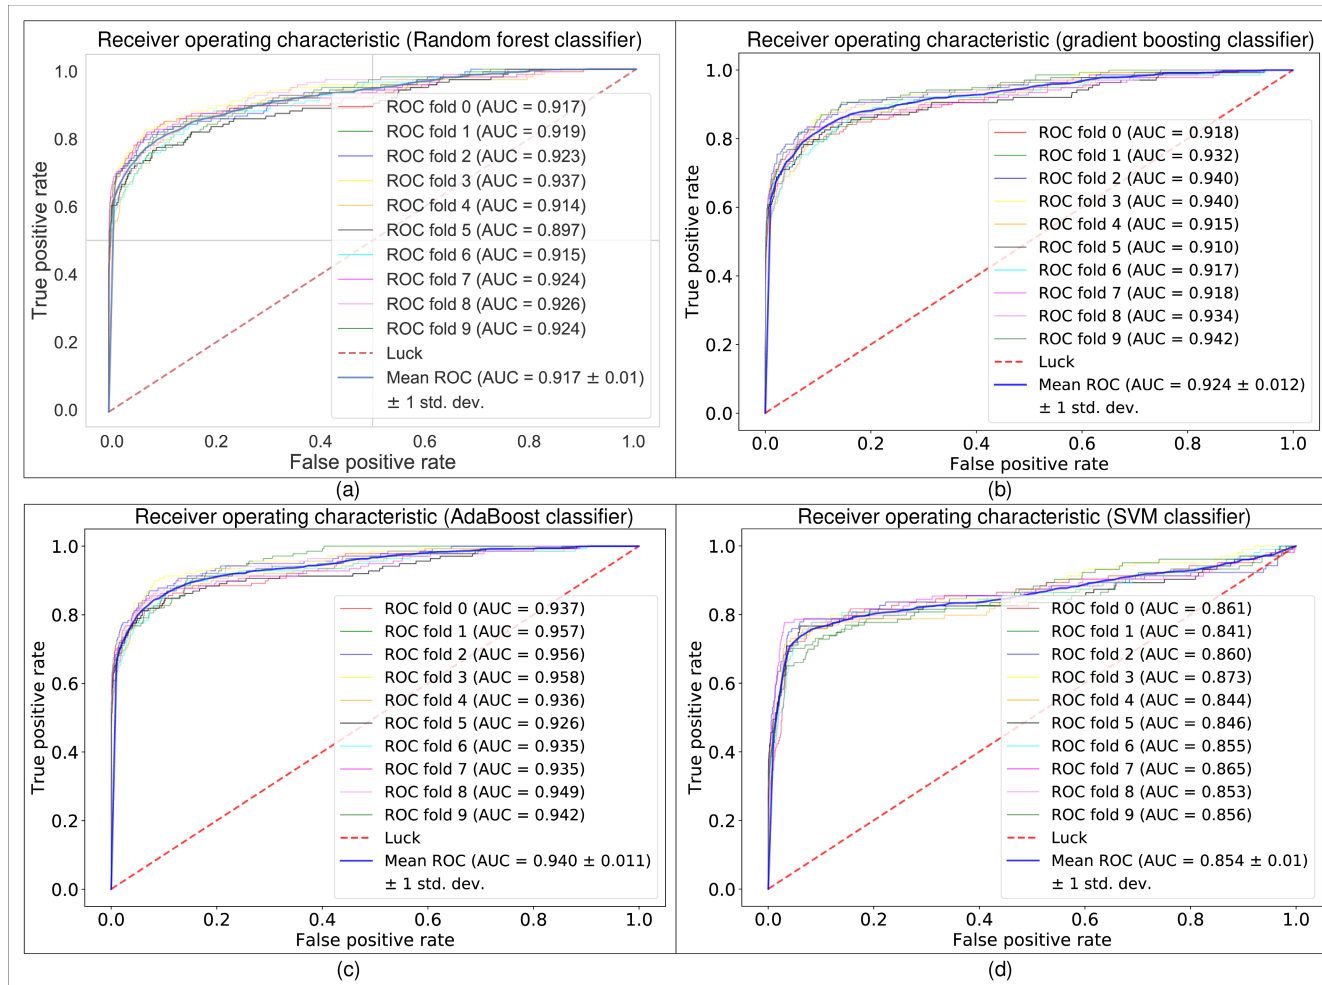 Receiver operating characteristic (Random forest classifier)
1.0
0.8
0.6
0.4
0.2
0.0
True positive rate
ROC fold 0 (AUC = 0.917)
ROC fold 1 (AUC = 0.919)
ROC fold 2 (AUC = 0.923)
ROC fold 3 (AUC = 0.937)
ROC fold 4 (AUC = 0.914)
ROC fold 5 (AUC = 0.897)
ROC fold 6 (AUC = 0.915)
ROC fold 7 (AUC = 0.924)
ROC fold 8 (AUC = 0.926)
ROC fold 9 (AUC = 0.924)
Luck
Mean ROC (AUC = 0.917 ± 0.01)
± 1 std. dev.
0.0 0.2 0.4 0.6 0.8 1.0
False positive rate
(a)
Receiver operating characteristic (gradient boosting classifier)
1.0
0.8
0.6
0.4
0.2
0.0
True positive rate
ROC fold 0 (AUC = 0.918)
ROC fold 1 (AUC = 0.932)
ROC fold 2 (AUC = 0.940)
ROC fold 3 (AUC = 0.940)
ROC fold 4 (AUC = 0.915)
ROC fold 5 (AUC = 0.910)
ROC fold 6 (AUC = 0.917)
ROC fold 7 (AUC = 0.918)
ROC fold 8 (AUC = 0.934)
ROC fold 9 (AUC = 0.942)
Luck
Mean ROC (AUC = 0.924 ± 0.012)
± 1 std. dev.
0.0 0.2 0.4 0.6 0.8 1.0
False positive rate
(b)
Receiver operating characteristic (AdaBoost classifier)
1.0
0.8
0.6
0.4
0.2
0.0
True positive rate
ROC fold 0 (AUC = 0.937)
ROC fold 1 (AUC = 0.957)
ROC fold 2 (AUC = 0.956)
ROC fold 3 (AUC = 0.958)
ROC fold 4 (AUC = 0.936)
ROC fold 5 (AUC = 0.926)
ROC fold 6 (AUC = 0.935)
ROC fold 7 (AUC = 0.935)
ROC fold 8 (AUC = 0.949)
ROC fold 9 (AUC = 0.942)
Luck
Mean ROC (AUC = 0.940 ± 0.011)
± 1 std. dev.
0.0 0.2 0.4 0.6 0.8 1.0
False positive rate
(c)
Receiver operating characteristic (SVM classifier)
1.0
0.8
0.6
0.4
0.2
0.0
True positive rate
ROC fold 0 (AUC = 0.861)
ROC fold 1 (AUC = 0.841)
ROC fold 2 (AUC = 0.860)
ROC fold 3 (AUC = 0.873)
ROC fold 4 (AUC = 0.844)
ROC fold 5 (AUC = 0.846)
ROC fold 6 (AUC = 0.855)
ROC fold 7 (AUC = 0.865)
ROC fold 8 (AUC = 0.853)
ROC fold 9 (AUC = 0.856)
Luck
Mean ROC (AUC = 0.854 ± 0.01)
± 1 std. dev.
0.0 0.2 0.4 0.6 0.8 1.0
False positive rate
(d)